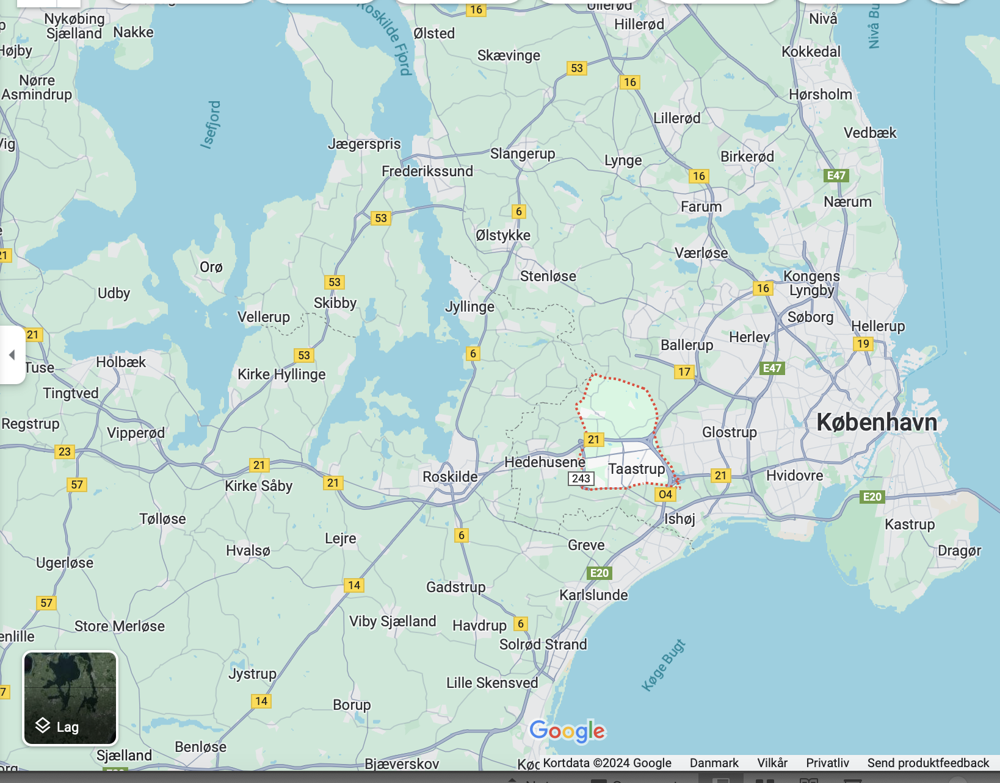 16
Nykøbing
Sjælland
Nakke
Højby
Nørre
Asmindrup
Isefjord
Roskilde Fjord
Ølsted
Skævinge
Hillerød
Nivå
Nivå Bu
Kokkedal
53
16
Hørsholm
Lillerød
Vedbæk
Vig
Jægerspris
Slangerup
Frederikssund
Lynge
Birkerød
16
E47
Farum
Nærum
53
6
Ølstykke
Værløse
21
Orø
Stenløse
Kongens
Lyngby
16
Udby
53
Skibby
Jyllinge
Vellerup
Søborg
Hellerup
21
Herlev
19
Ballerup
6
53
Tuse
Holbæk
Kirke Hyllinge
17
E47
Tingtved
Regstrup
Vipperød
København
Glostrup
21
23
21
Hedehusene
Taastrup
243
Roskilde
21
Hvidovre
57
Kirke Såby
21
O4
E20
Tølløse
Ishøj
Kastrup
Lejre
6
Hvalsø
Greve
Dragør
Ugerløse
E20
14
Gadstrup
Karlslunde
57
Store Merløse
Viby Sjælland
Havdrup
6
enlille
Solrød Strand
Køge Bugt
Jystrup
Lille Skensved
7
14
Borup
Lag
Google
Benløse
Sjælland
Bjæverskov
Køg
Kortdata ©2024 Google
Danmark
Vilkår
Privatliv
Send produktfeedback